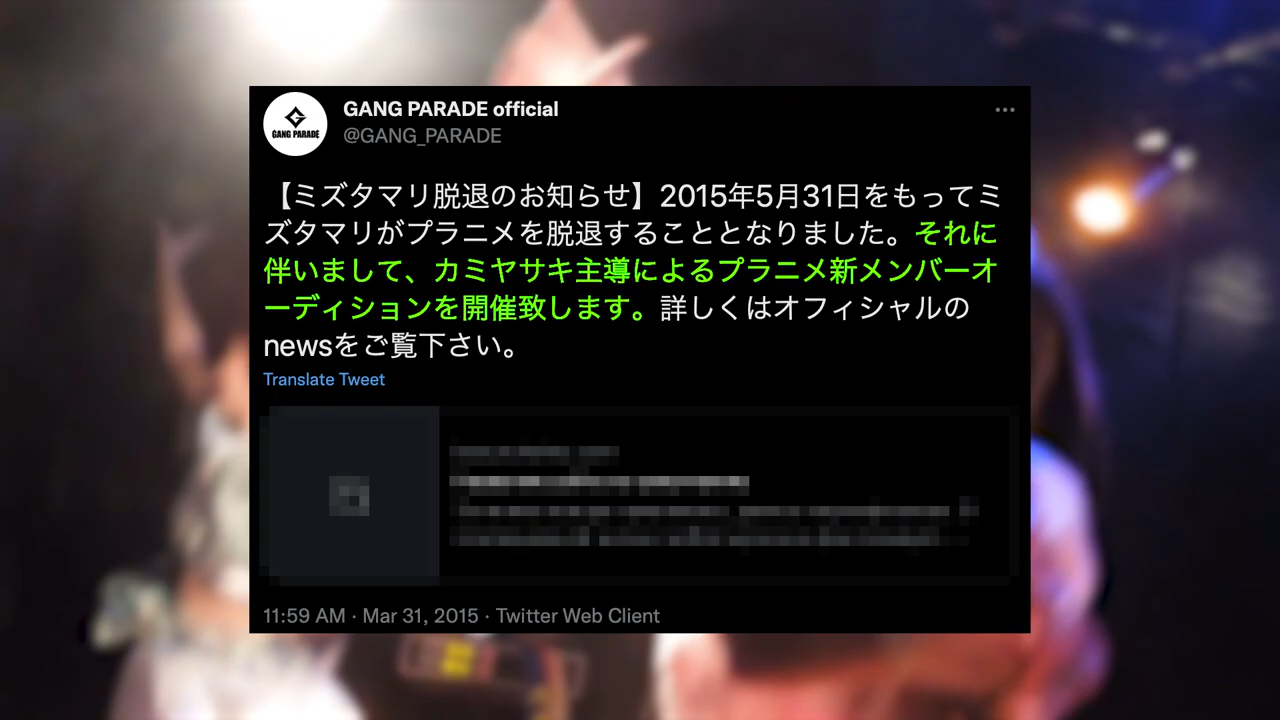 GANG PARADE
GANG PARADE official
@GANG_PARADE
【ミズタマリ脱退のお知らせ】2015年5月31日をもってミ
ズタマリがプラニメを脱退することとなりました。それに
伴いまして、カミヤサキ主導によるプラニメ新メンバーオ
ーディションを開催致します。詳しくはオフィシャルの
newsをご覧下さい。
Translate Tweet
11:59 AM · Mar 31, 2015 · Twitter Web Client